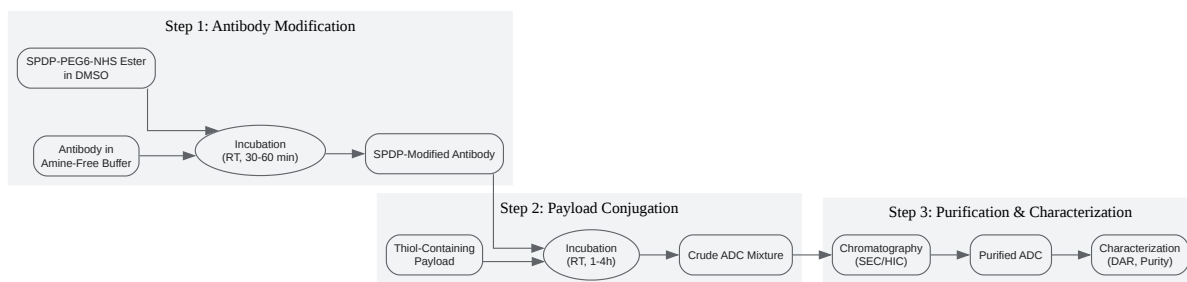 Step 1: Antibody Modification
SPDP-PEG6-NHS Ester
in DMSO
Antibody in
Amine-Free Buffer
Incubation
(RT, 30-60 min)
SPDP-Modified Antibody
Step 2: Payload Conjugation
Thiol-Containing
Payload
Incubation
(RT, 1-4h)
Crude ADC Mixture
Step 3: Purification & Characterization
Chromatography
(SEC/HIC)
Purified ADC
Characterization
(DAR, Purity)